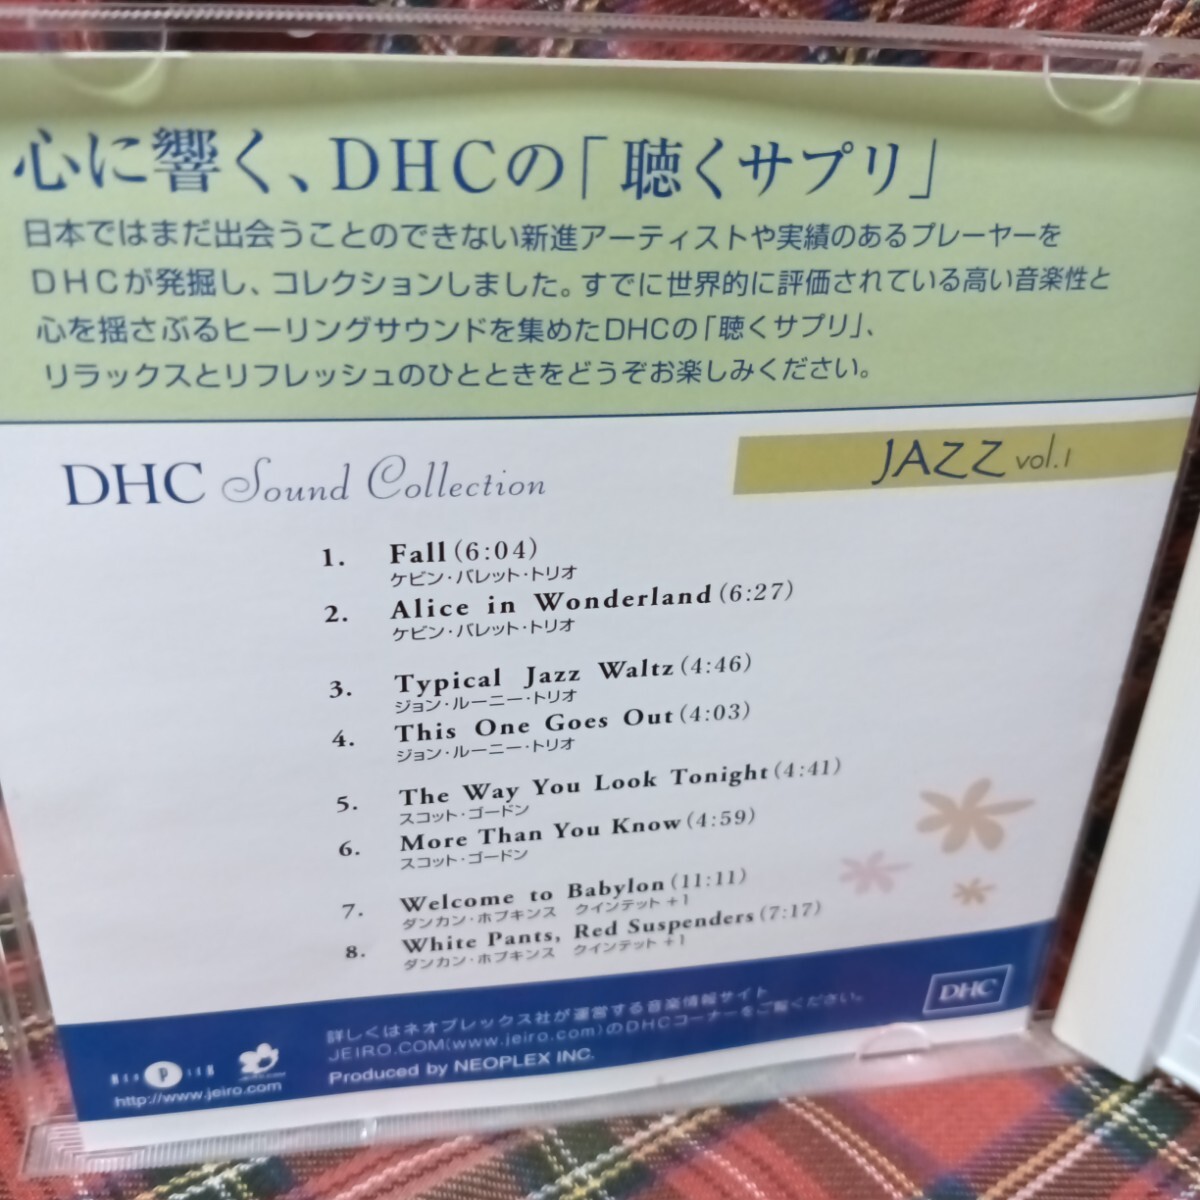 心に響く、DHCの「聴くサプリ」
日本ではまだ出会うことのできない新進アーティストや実績のあるプレーヤーを
DHCが発掘し、コレクションしました。すでに世界的に評価されている高い音楽性と
心を揺さぶるヒーリングサウンドを集めたDHCの「聴くサプリ」、
リラックスとリフレッシュのひとときをどうぞお楽しみください。
DHC Sound Collection
JAZZ vol.1
1. Fall (6:04)
ケビン・バレット・トリオ
2. Alice in Wonderland (6:27)
ケビン・バレット・トリオ
3. Typical Jazz Waltz (4:46)
ジョン・ルーニー・トリオ
4. This One Goes Out (4:03)
ジョン・ルーニー・トリオ
5. The Way You Look Tonight (4:41)
スコット・ゴードン
6. More Than You Know (4:59)
スコット・ゴードン
7. Welcome to Babylon (11:11)
ダンカン・ホプキンス クインテット +1
8. White Pants, Red Suspenders (7:17)
ダンカン・ホプキンス クインテット +1
詳しくはネオプレックス社が運営する音楽情報サイト
JEIRO.COM(www.jeiro.com)のDHCコーナーをご覧ください。
Produced by NEOPLEX INC.
DHC
http://www.jeiro.com